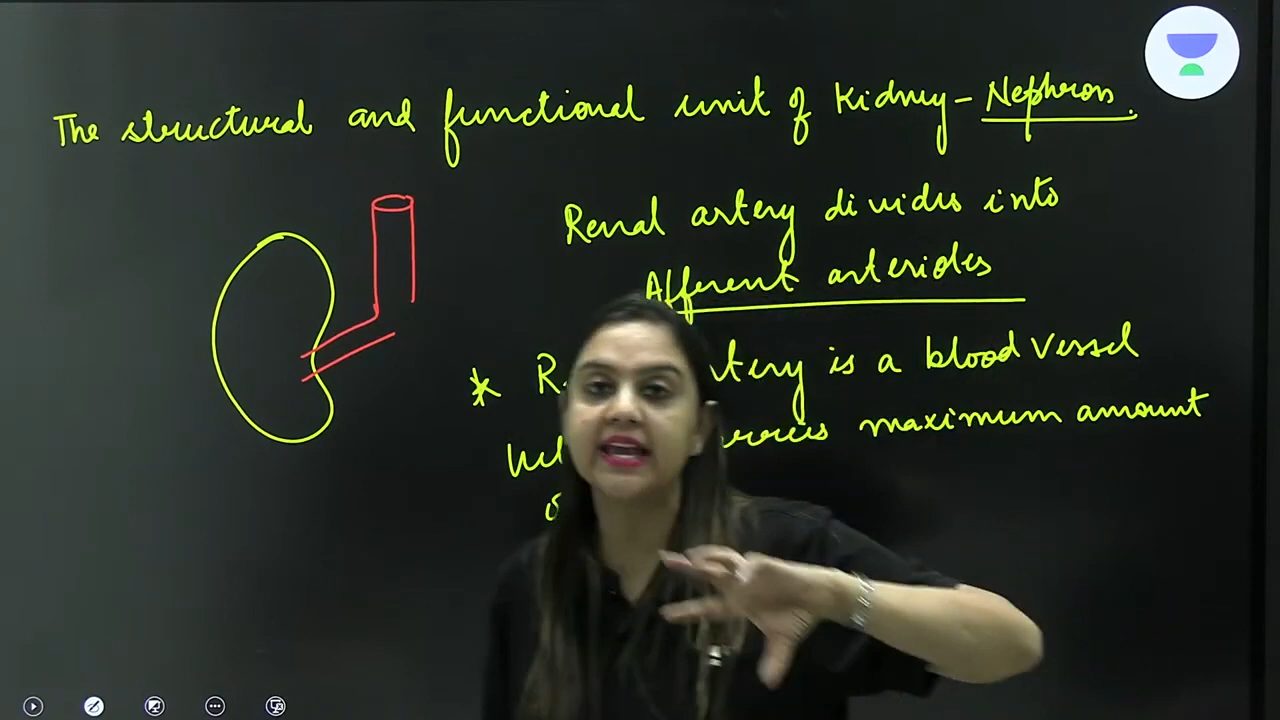 The structural and functional unit of Kidney - Nephron.
Renal artery divides into
Afferent arterioles
* R artery is a blood vessel
maximum amount